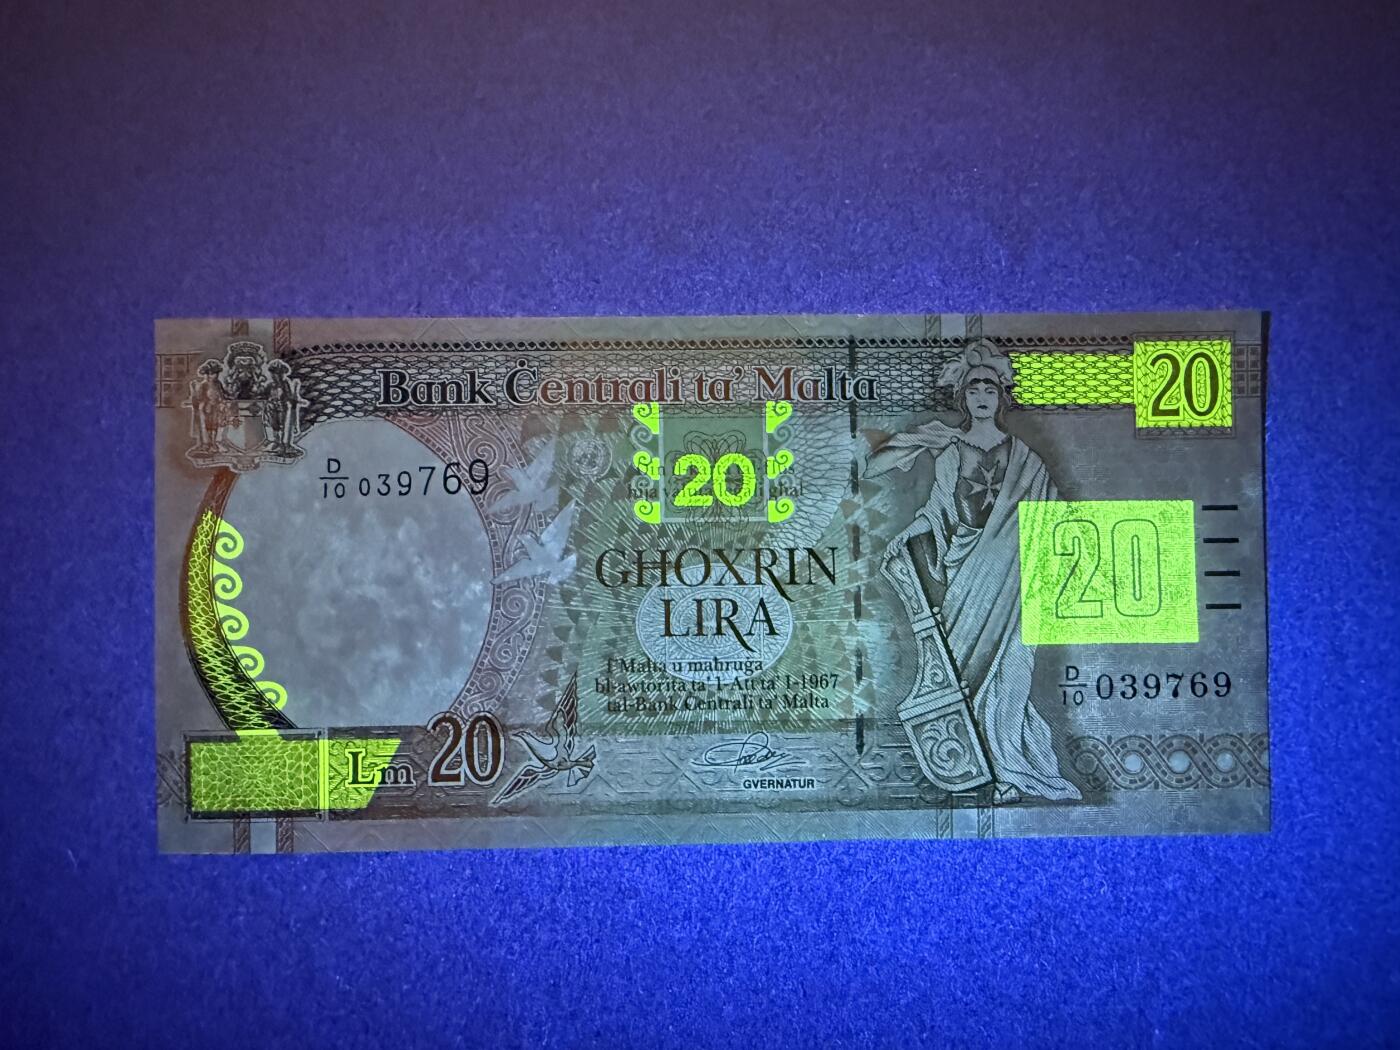 Bank Ċentrali ta' Malta
20
D/10 039769
20
GĦOXRIN
LIRA
20
f'Malta u maħruġa
bl-awtorità ta' l-Att ta' l-1967
tal-Bank Ċentrali ta' Malta
D/10 039769
Lm 20
GVERNATUR